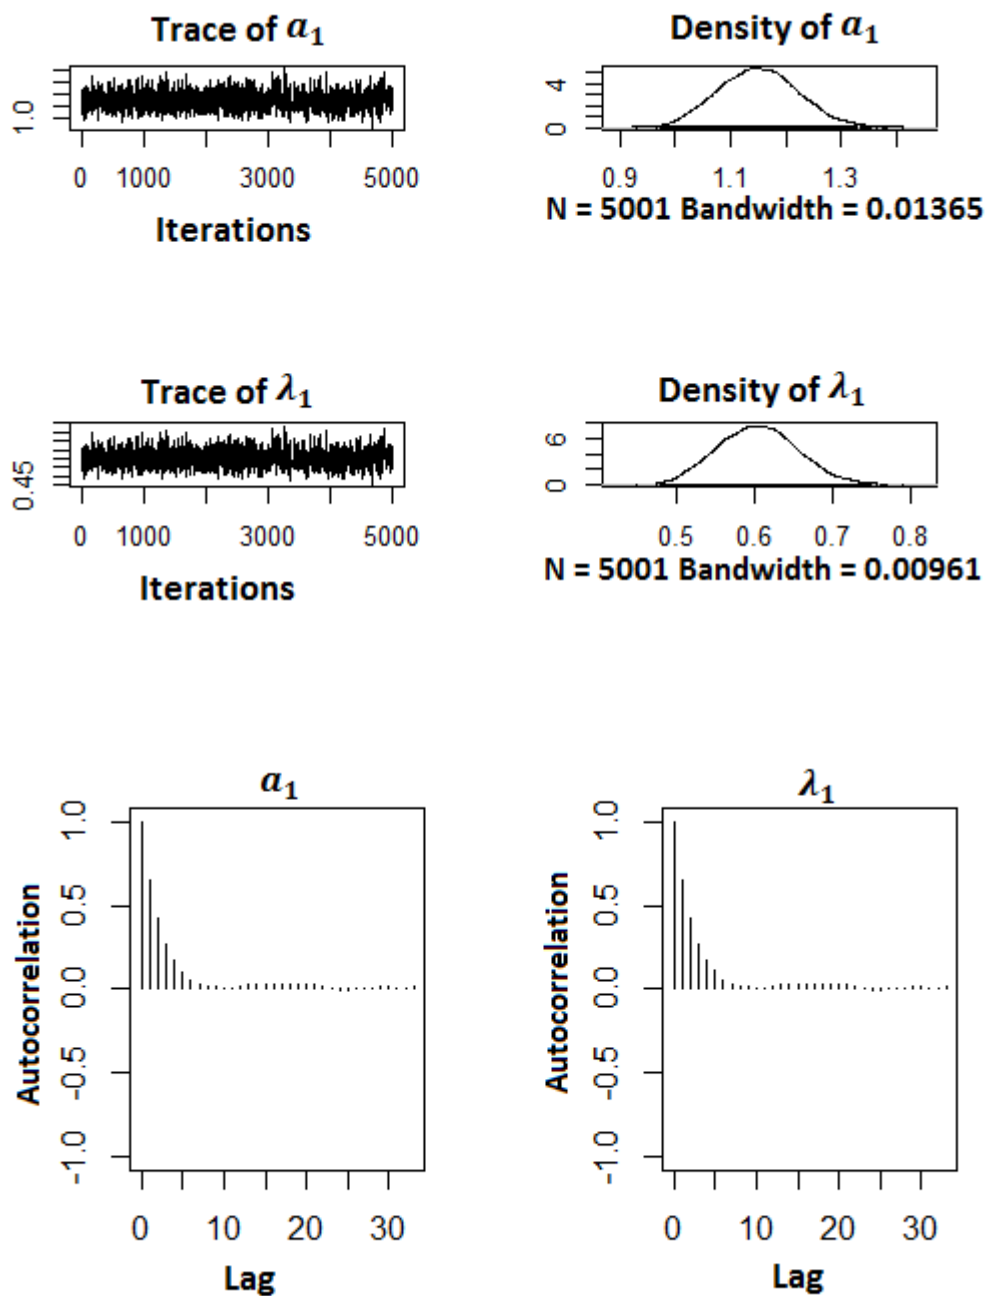 Trace of a₁
Density of a₁
1.0
0 4
0 1000 3000 5000
0.9 1.1 1.3
Iterations
N = 5001 Bandwidth = 0.01365
Trace of λ₁
Density of λ₁
0.45
0 6
0 1000 3000 5000
0.5 0.6 0.7 0.8
Iterations
N = 5001 Bandwidth = 0.00961
a₁
λ₁
Autocorrelation
-1.0 -0.5 0.0 0.5 1.0
Autocorrelation
-1.0 -0.5 0.0 0.5 1.0
0 10 20 30
0 10 20 30
Lag
Lag